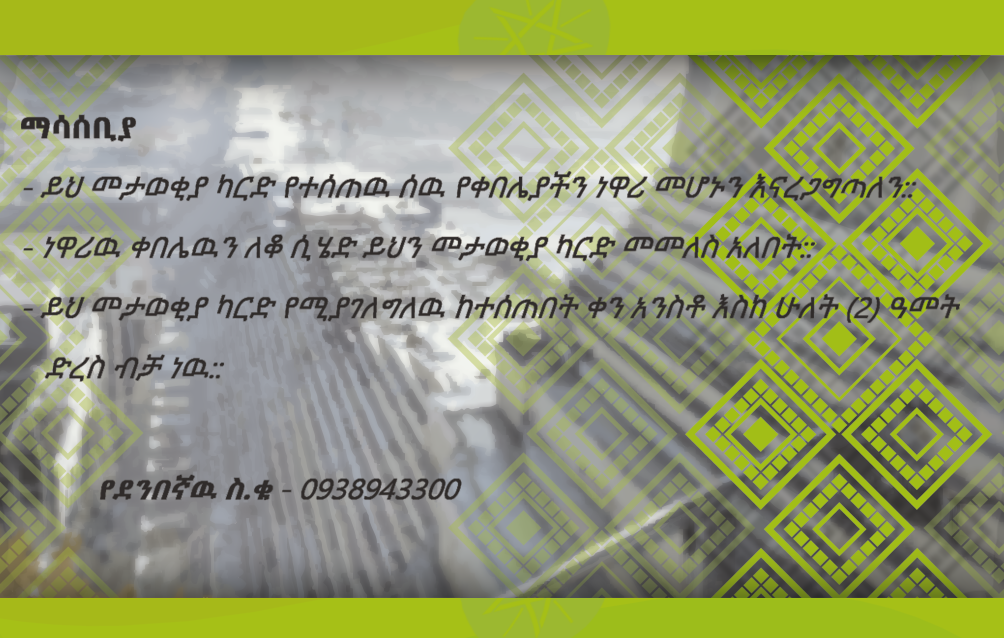 ማሳሰቢያ
- ይህ መታወቂያ ካርድ የተሰጠዉ ሰዉ የቀበሌያችን ነዋሪ መሆኑን እናረጋግጣለን።
- ነዋሪዉ ቀበሌዉን ለቆ ሲሄድ ይህን መታወቂያ ካርድ መመለስ አለበት።
- ይህ መታወቂያ ካርድ የሚያገለግለዉ ከተሰጠበት ቀን አንስቶ እስከ ሁለት (2) ዓመት
ድረስ ብቻ ነዉ።
የደንበኛዉ ስ.ቁ - 0938943300